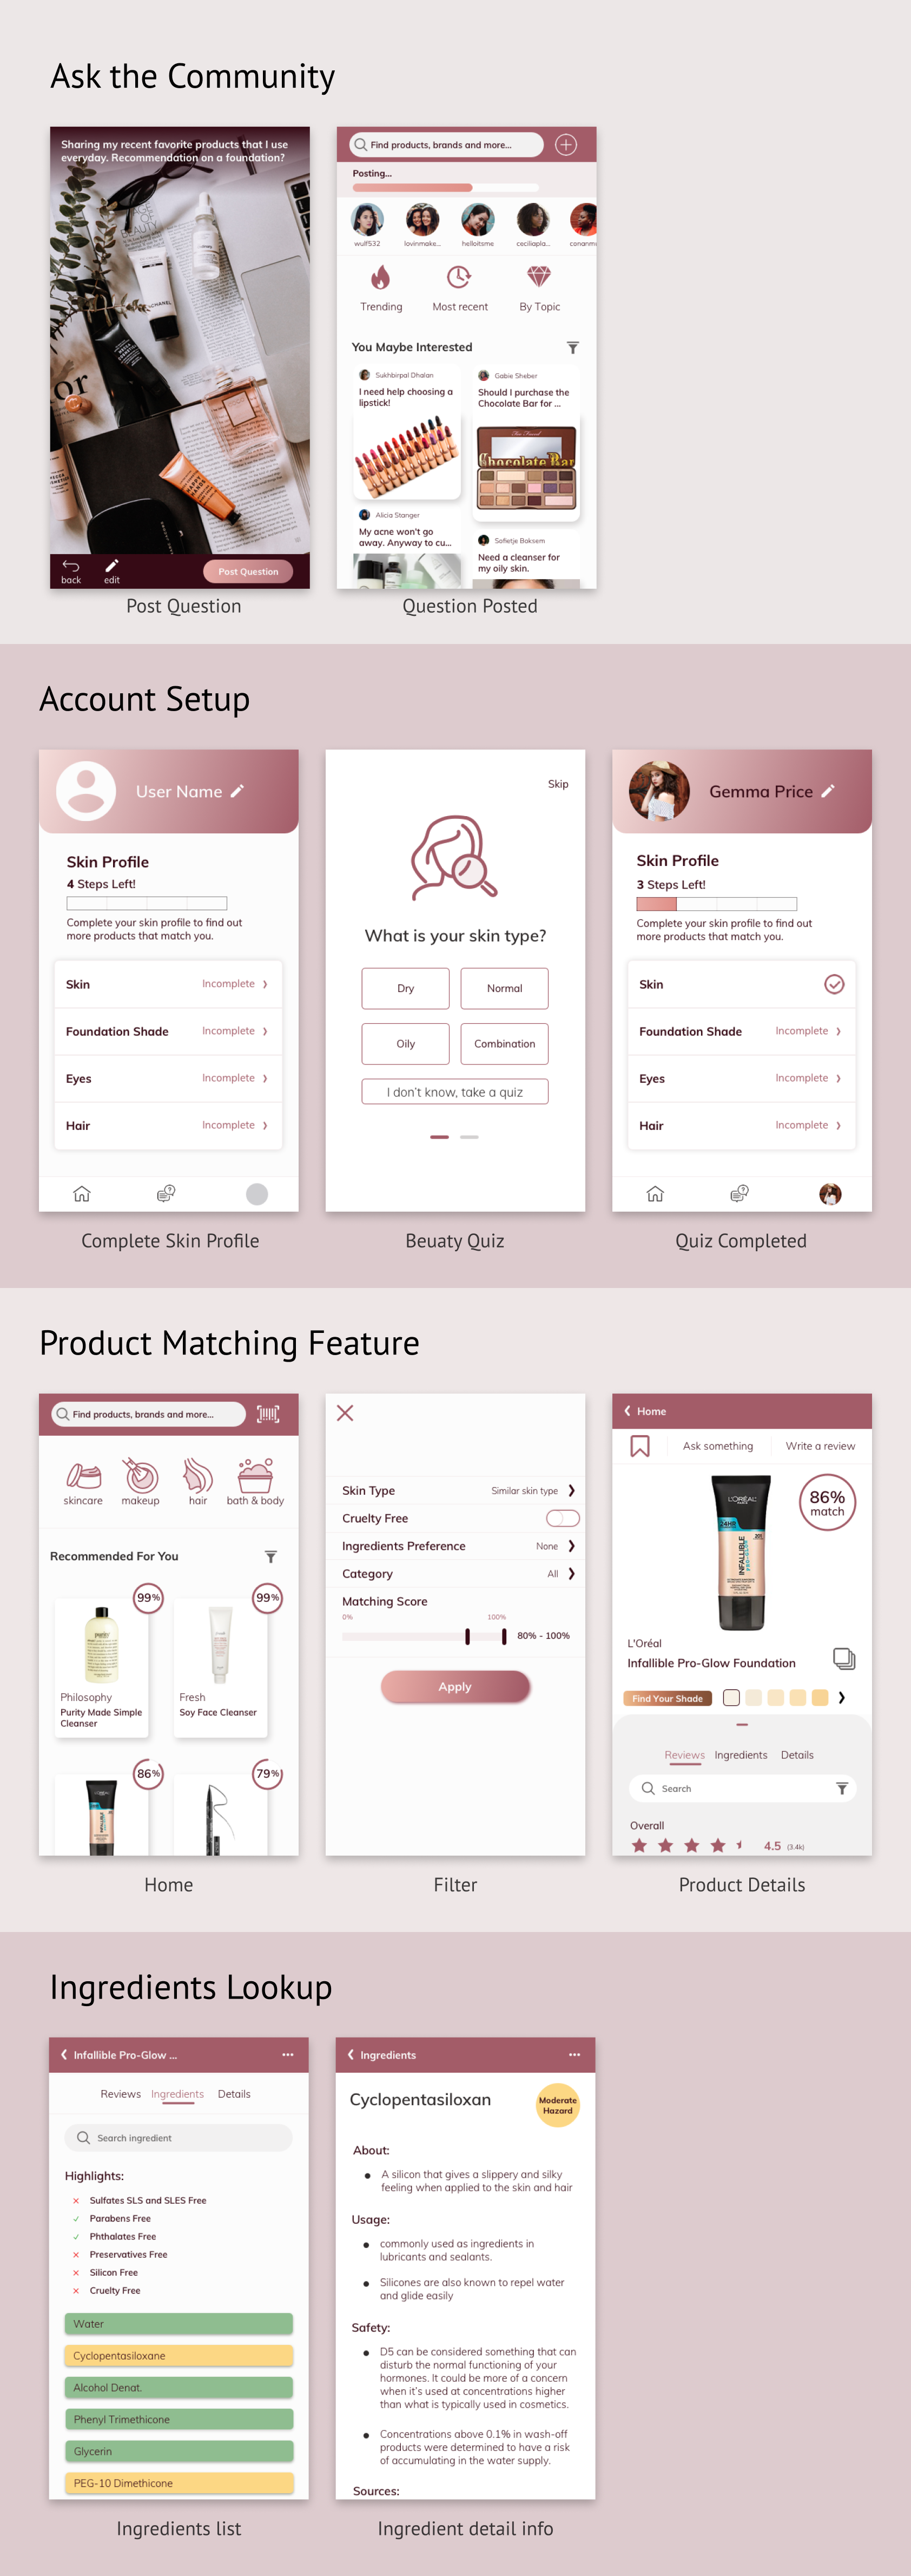 Ask the Community
Sharing my recent favorite products that I use
everyday. Recommendation on a foundation?
CHANEL
or
back
edit
Post Question
Post Question
Find products, brands and more...
Posting...
wulf532
lovinmake...
helloitsme
ceciliapla...
conanm
Trending
Most recent
By Topic
You Maybe Interested
Sukhbirpal Dhalan
I need help choosing a
lipstick!
Gabie Sheber
Should I purchase the
Chocolate Bar for ...
Chocolate Bar
Alicia Stanger
My acne won't go
away. Anyway to cu...
Sofietje Boksem
Need a cleanser for
my oily skin.
Question Posted
Account Setup
User Name
Skin Profile
4 Steps Left!
Complete your skin profile to find out
more products that match you.
Skin Incomplete
Foundation Shade Incomplete
Eyes Incomplete
Hair Incomplete
Complete Skin Profile
Skip
What is your skin type?
Dry
Normal
Oily
Combination
I don't know, take a quiz
Beuaty Quiz
Gemma Price
Skin Profile
3 Steps Left!
Complete your skin profile to find out
more products that match you.
Skin
Foundation Shade Incomplete
Eyes Incomplete
Hair Incomplete
Quiz Completed
Product Matching Feature
Find products, brands and more...
skincare
makeup
hair
bath & body
Recommended For You
99%
purity
Philosophy
Purity Made Simple
Cleanser
99%
Fresh
Soy Face Cleanser
86%
79%
Home
Skin Type Similar skin type
Cruelty Free
Ingredients Preference None
Category All
Matching Score
0% 100%
80% - 100%
Apply
Filter
Home
Ask something
Write a review
L'ORÉAL
24HR
INFALLIBLE
PRO-GLOW
86%
match
L'Oréal
Infallible Pro-Glow Foundation
Find Your Shade
Reviews
Ingredients
Details
Search
Overall
4.5 (3.4k)
Product Details
Ingredients Lookup
Infallible Pro-Glow ...
Reviews
Ingredients
Details
Search ingredient
Highlights:
Sulfates SLS and SLES Free
Parabens Free
Phthalates Free
Preservatives Free
Silicon Free
Cruelty Free
Water
Cyclopentasiloxane
Alcohol Denat.
Phenyl Trimethicone
Glycerin
PEG-10 Dimethicone
Ingredients list
Ingredients
Cyclopentasiloxan
Moderate
Hazard
About:
A silicon that gives a slippery and silky
feeling when applied to the skin and hair
Usage:
commonly used as ingredients in
lubricants and sealants.
Silicones are also known to repel water
and glide easily
Safety:
D5 can be considered something that can
disturb the normal functioning of your
hormones. It could be more of a concern
when it's used at concentrations higher
than what is typically used in cosmetics.
Concentrations above 0.1% in wash-off
products were determined to have a risk
of accumulating in the water supply.
Sources:
Ingredient detail info